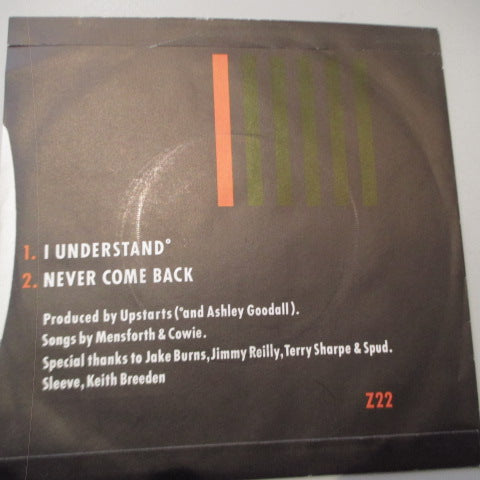 1. I UNDERSTAND°
2. NEVER COME BACK
Produced by Upstarts (°and Ashley Goodall).
Songs by Mensforth & Cowie.
Special thanks to Jake Burns, Jimmy Reilly, Terry Sharpe & Spud.
Sleeve, Keith Breeden
Z22